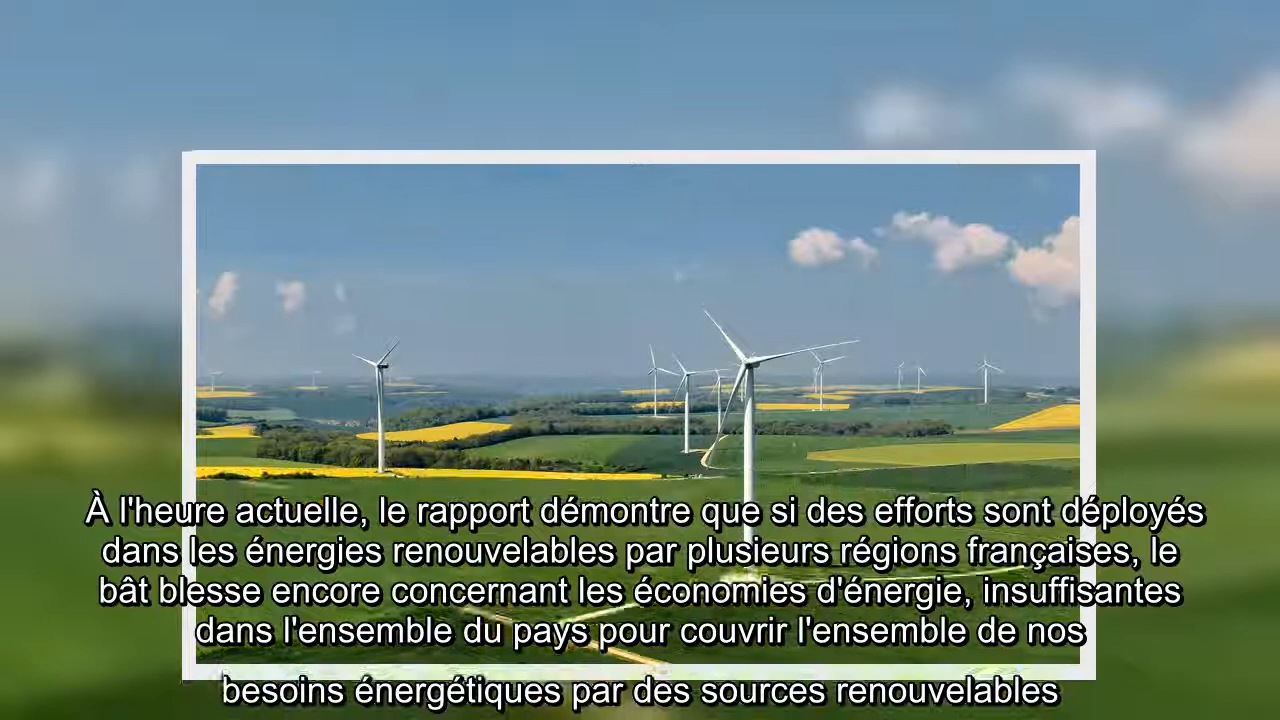 À l'heure actuelle, le rapport démontre que si des efforts sont déployés
dans les énergies renouvelables par plusieurs régions françaises, le
bât blesse encore concernant les économies d'énergie, insuffisantes
dans l'ensemble du pays pour couvrir l'ensemble de nos
besoins énergétiques par des sources renouvelables